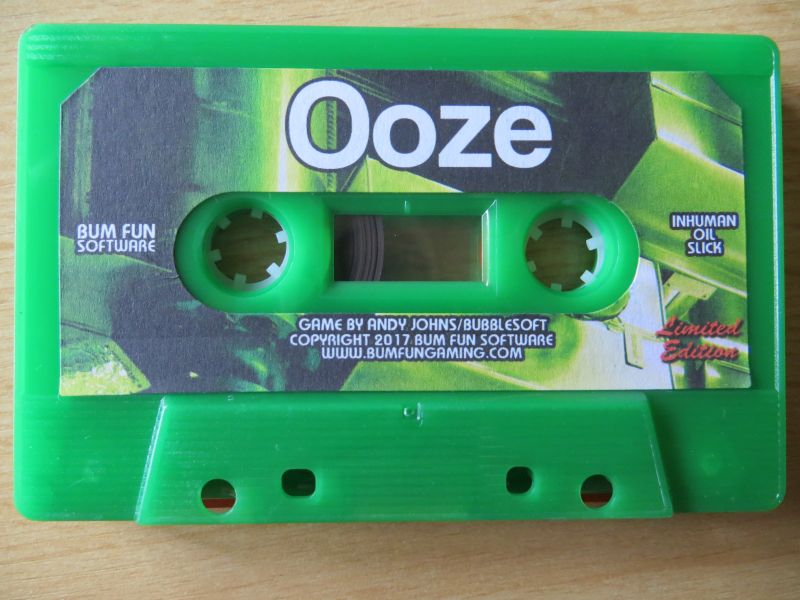 Ooze
BUM FUN
SOFTWARE
INHUMAN
OIL
SLICK
GAME BY ANDY JOHNS/BUBBLESOFT
COPYRIGHT 2017 BUM FUN SOFTWARE
WWW.BUMFUNGAMING.COM
Limited
Edition